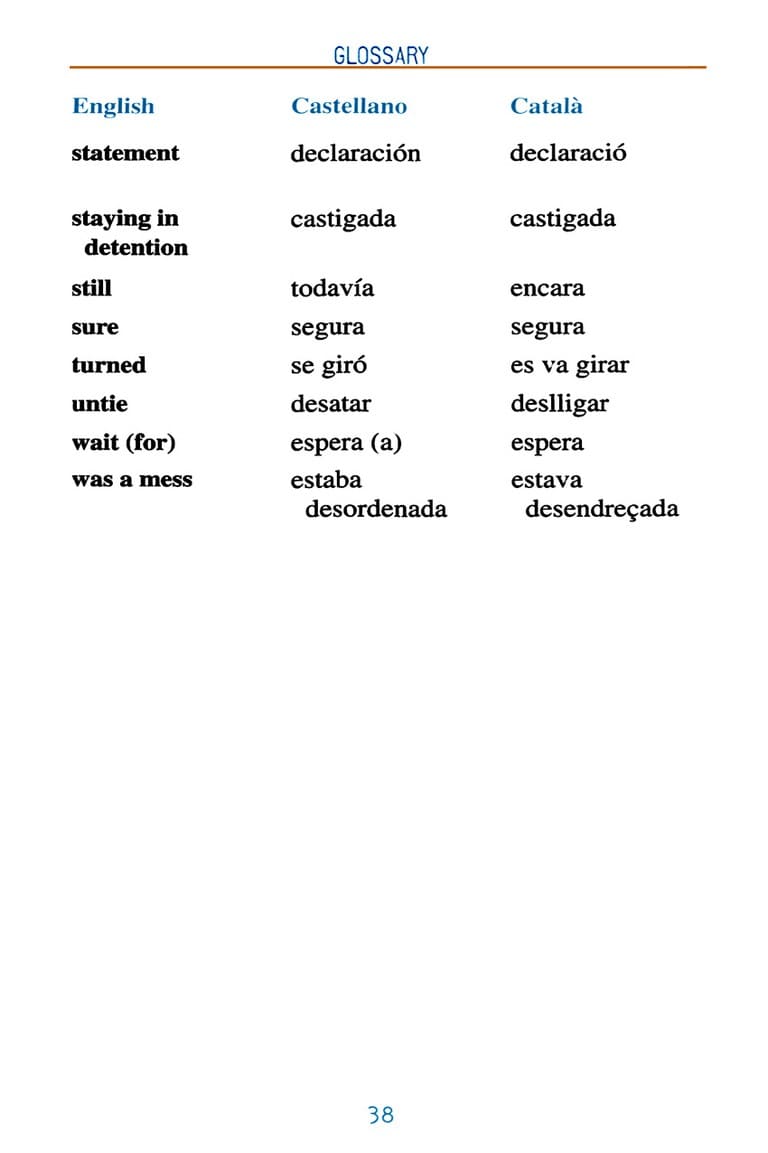 GLOSSARY
English Castellano Català
statement declaración declaració
staying in castigada castigada
detention
still todavía encara
sure segura segura
turned se giró es va girar
untie desatar deslligar
wait (for) espera (a) espera
was a mess estaba estava
desordenada desendreçada
38